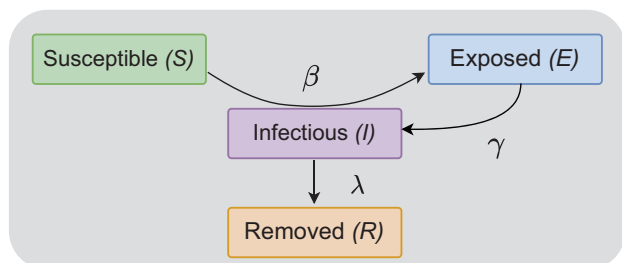 Susceptible (S)
β
Exposed (E)
Infectious (I)
γ
λ
Removed (R)